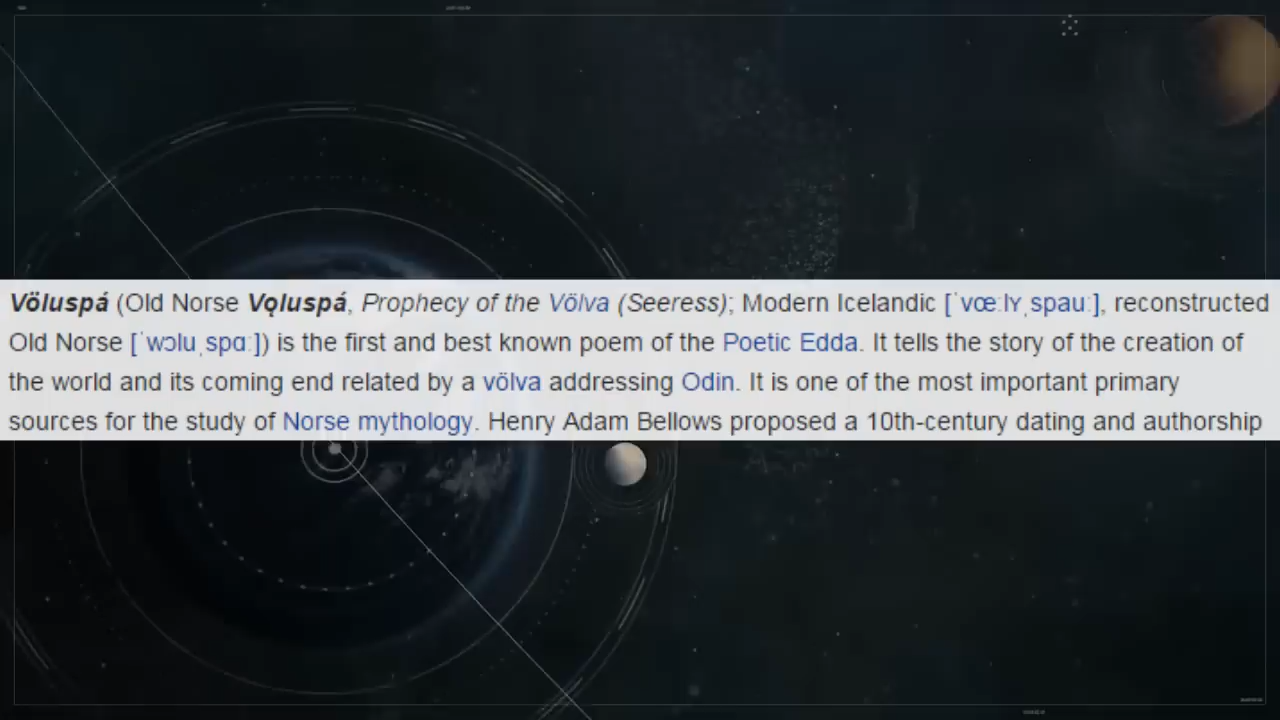 Völuspá (Old Norse Vǫluspá, Prophecy of the Völva (Seeress); Modern Icelandic [ˈvœːlʏˌspauː], reconstructed
Old Norse [ˈwɔluˌspɑː]) is the first and best known poem of the Poetic Edda. It tells the story of the creation of
the world and its coming end related by a völva addressing Odin. It is one of the most important primary
sources for the study of Norse mythology. Henry Adam Bellows proposed a 10th-century dating and authorship